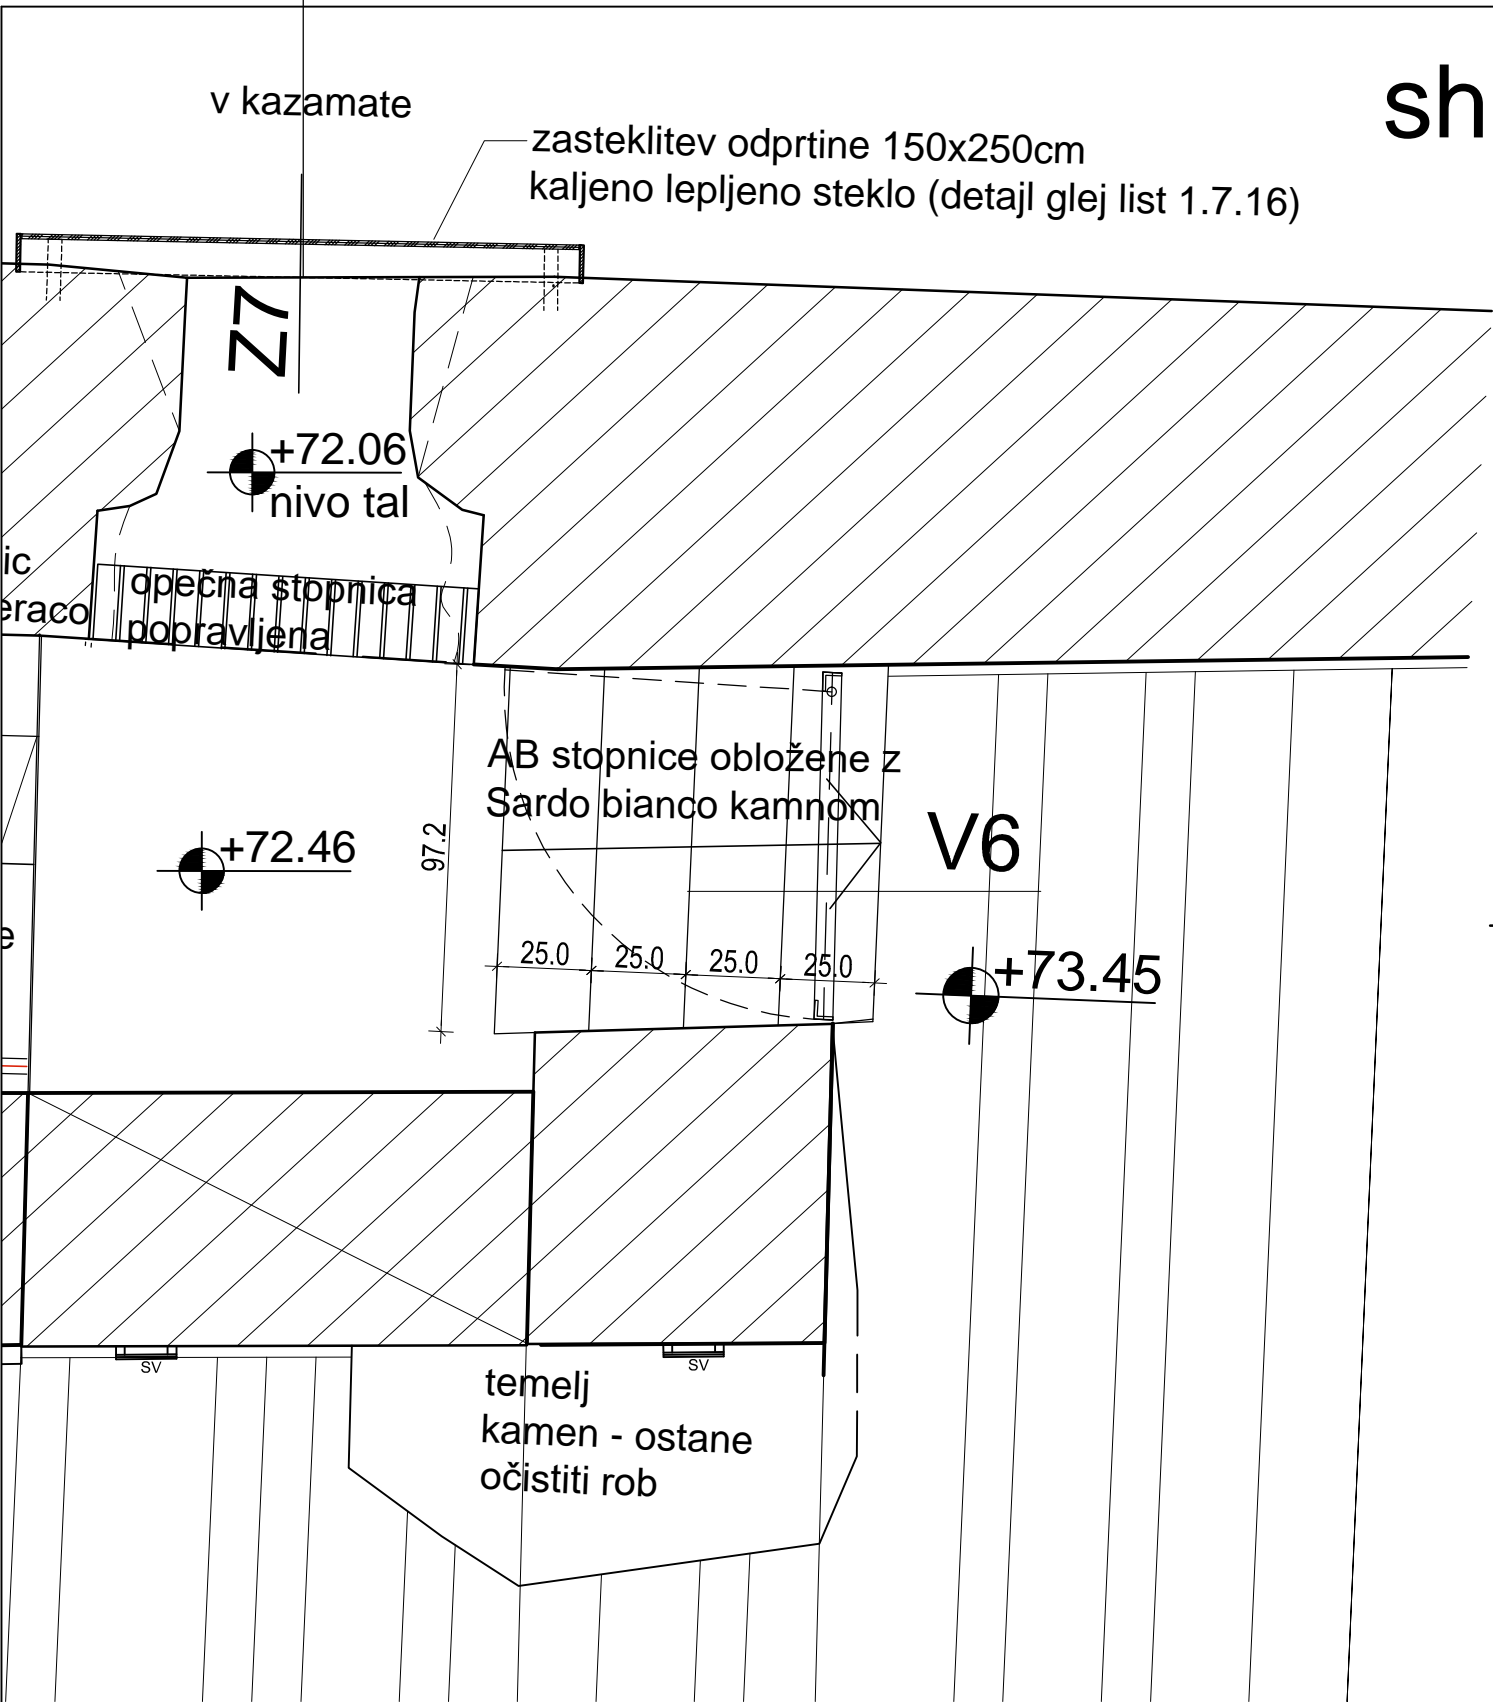 v kazamate
sh
zasteklitev odprtine 150x250cm
kaljeno lepljeno steklo (detajl glej list 1.7.16)
Z7
+72.06
nivo tal
ic
eraco
opečna stopnica
popravljena
AB stopnice obložene z
Sardo bianco kamnom
97.2
+72.46
V6
e
25.0 25.0 25.0 25.0
+73.45
sv
sv
temelj
kamen - ostane
očistiti rob